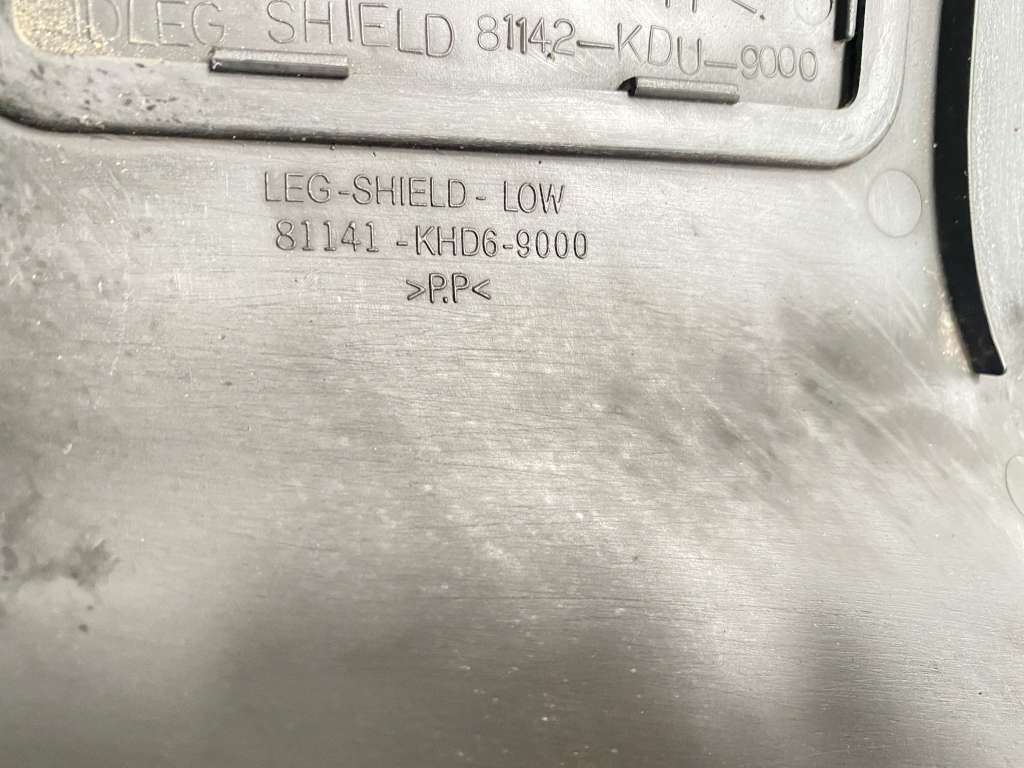 LEG SHIELD 81142-KDU-9000
LEG-SHIELD-LOW
81141-KHD6-9000
>P.P<